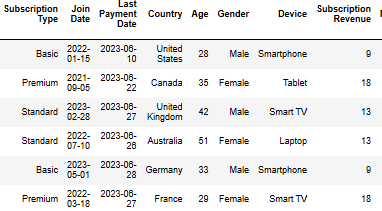 Subscription Type Join Date Last Payment Date Country Age Gender Device Subscription Revenue
Basic 2022-01-15 2023-06-10 United States 28 Male Smartphone 9
Premium 2021-09-05 2023-06-22 Canada 35 Female Tablet 18
Standard 2023-02-28 2023-06-27 United Kingdom 42 Male Smart TV 13
Standard 2022-07-10 2023-06-26 Australia 51 Female Laptop 13
Basic 2023-05-01 2023-06-28 Germany 33 Male Smartphone 9
Premium 2022-03-18 2023-06-27 France 29 Female Smart TV 18